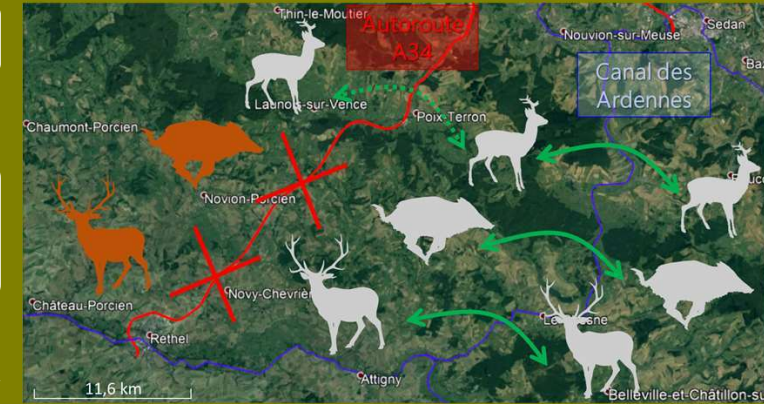 Thin-le-Moutier
Autoroute
A34
Nouvion-sur-Meuse
Sedan
Canal des
Ardennes
Launois-sur-Vence
Poix-Terron
Chaumont-Porcien
Novion-Porcien
Château-Porcien
Novy-Chevrières
Rethel
Attigny
11,6 km
Belleville-et-Châtillon-su